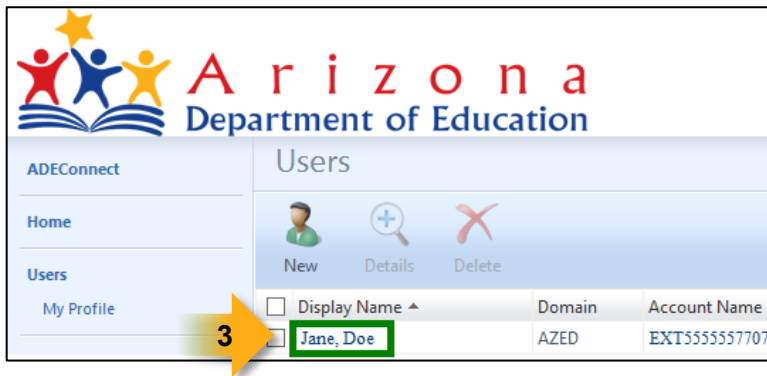 Arizona
Department of Education
ADEConnect
Home
Users
My Profile
Users
New Details Delete
Display Name Domain Account Name
3 Jane, Doe AZED EXT5555557707